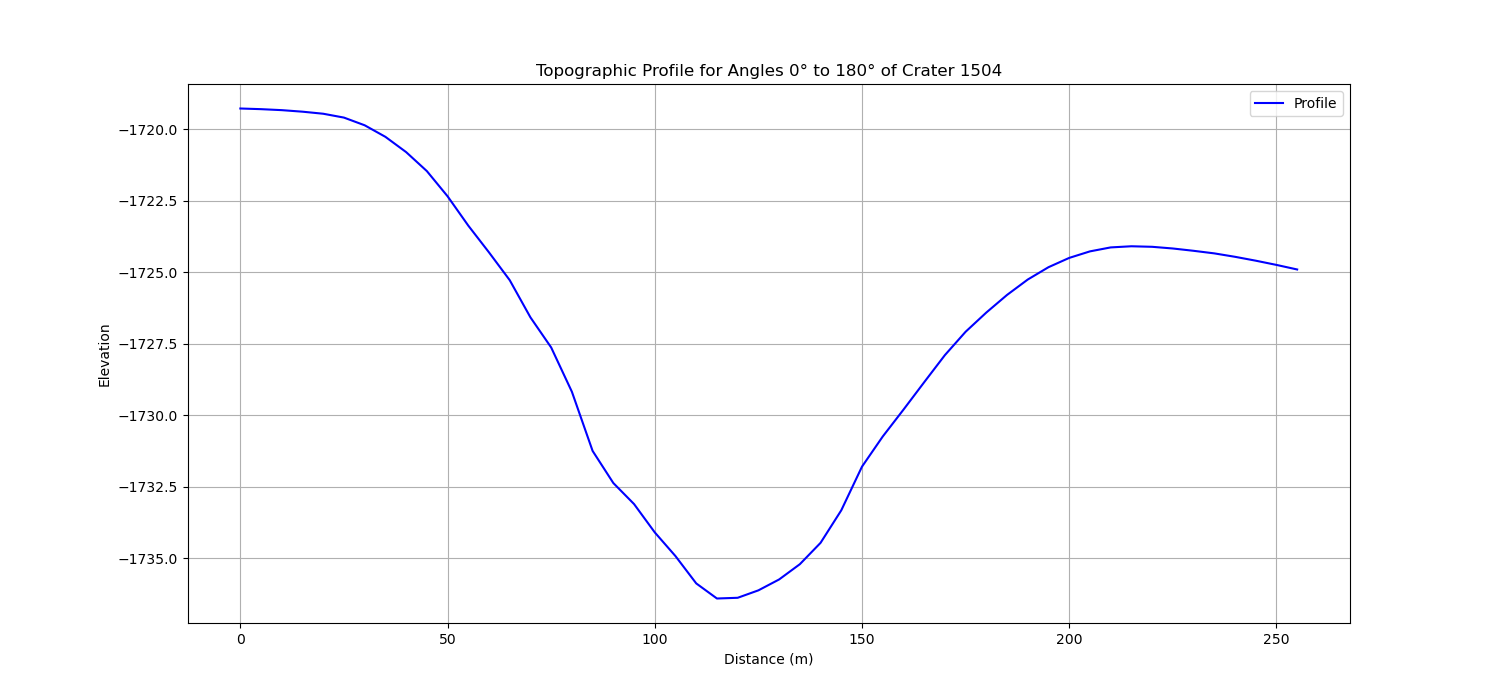 Topographic Profile for Angles 0° to 180° of Crater 1504
Profile
−1720.0
−1722.5
−1725.0
−1727.5
−1730.0
−1732.5
−1735.0
Elevation
0 50 100 150 200 250
Distance (m)